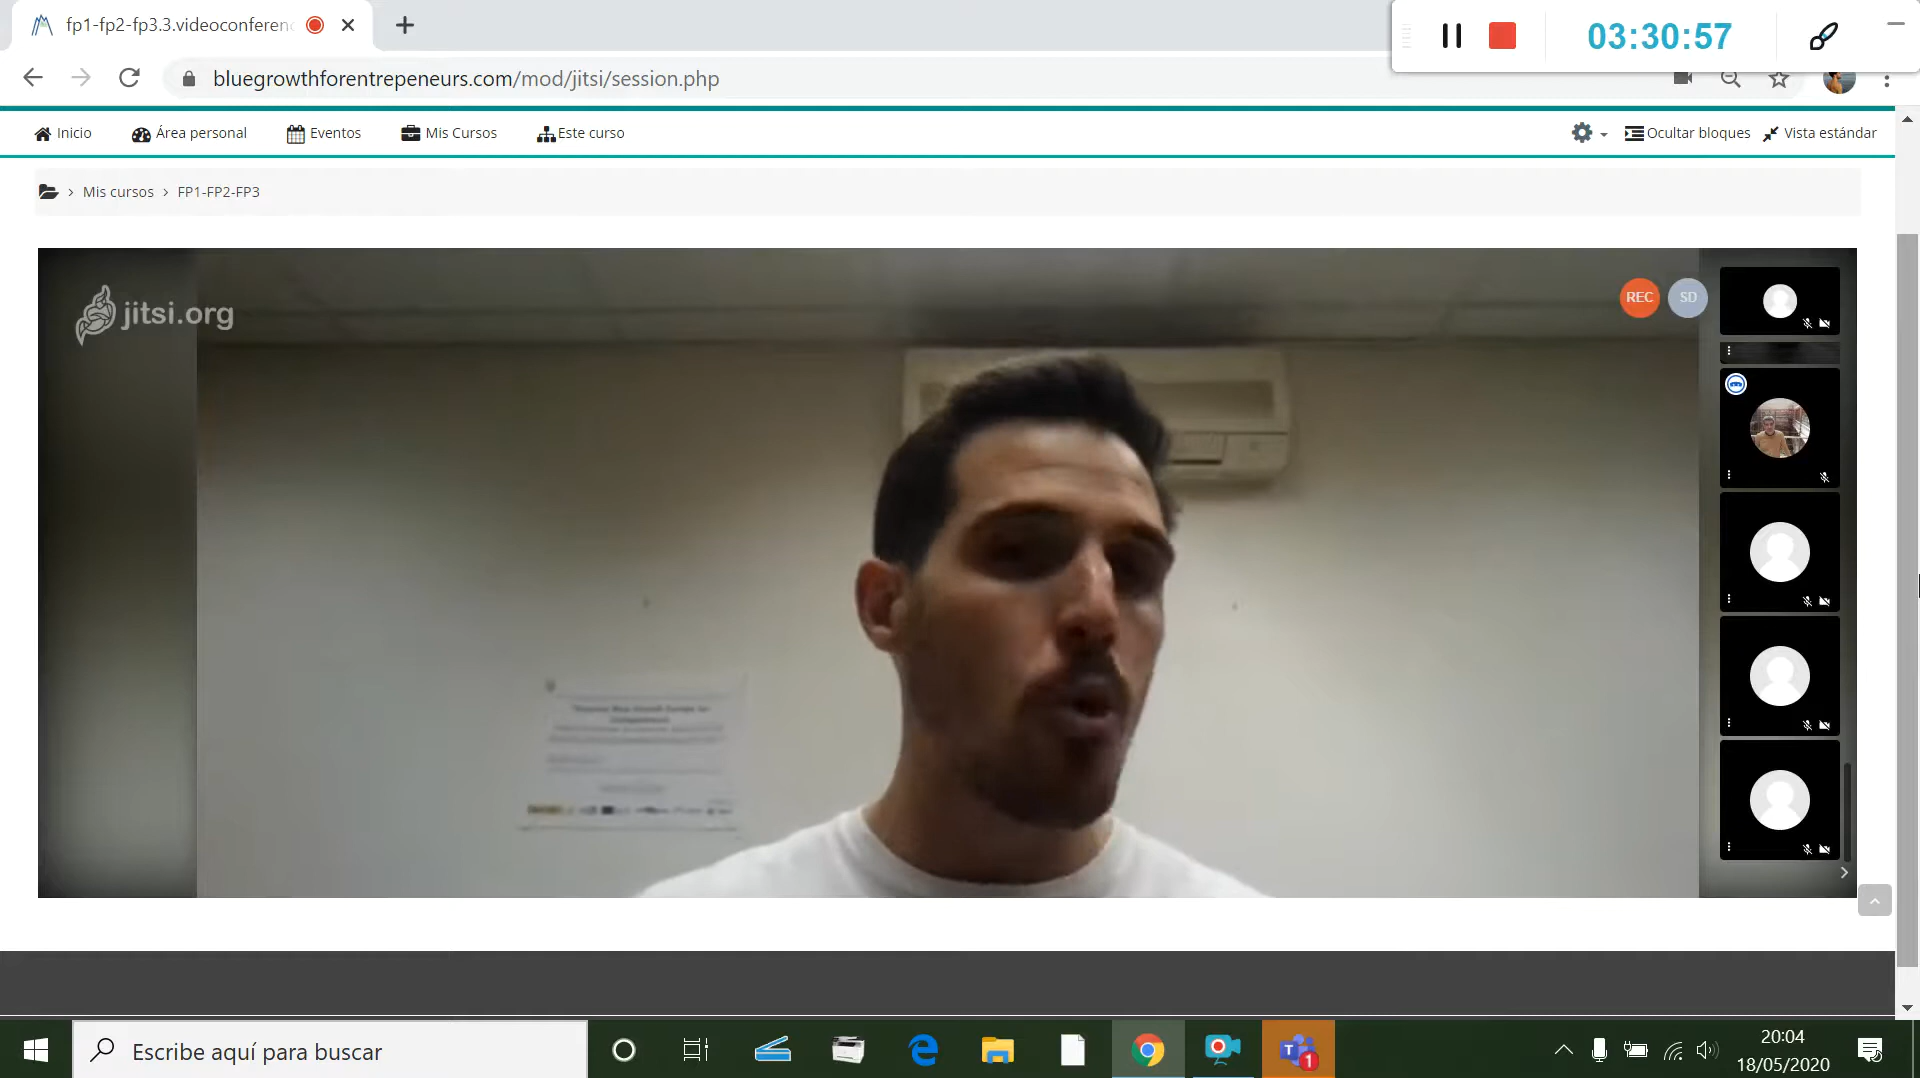 fp1-fp2-fp3.3.videoconferen
03:30:57
bluegrowthforentrepeneurs.com/mod/jitsi/session.php
Inicio
Área personal
Eventos
Mis Cursos
Este curso
Ocultar bloques
Vista estándar
Mis cursos
FP1-FP2-FP3
jitsi.org
REC
SD
Escribe aquí para buscar
1
20:04
18/05/2020